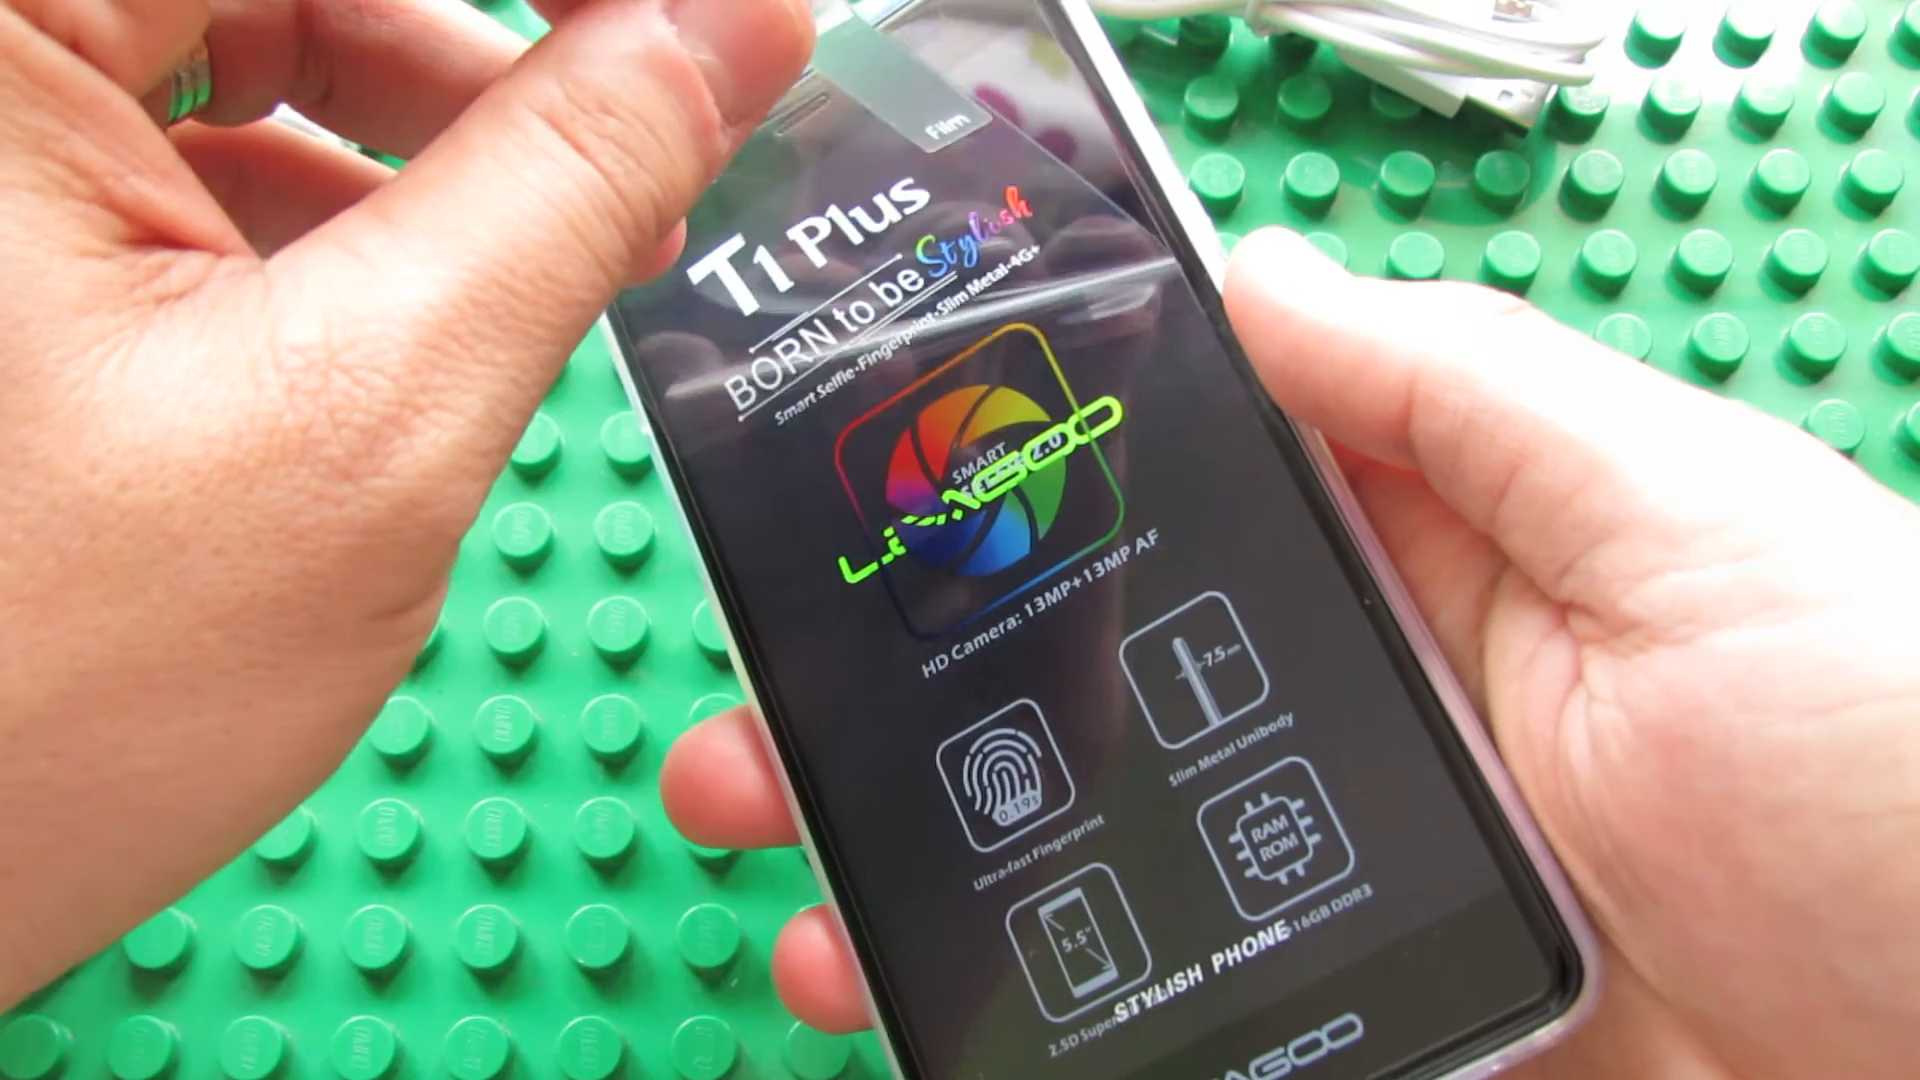 Film
T1 Plus
BORN to be Stylish
Smart Selfie·Fingerprint·Slim Metal·4G+
SMART
2.0
HD Camera: 13MP+13MP AF
7.5mm
Slim Metal Unibody
0.19s
Ultra-fast Fingerprint
RAM
ROM
16GB DDR3
5.5"
STYLISH PHONE
2.5D